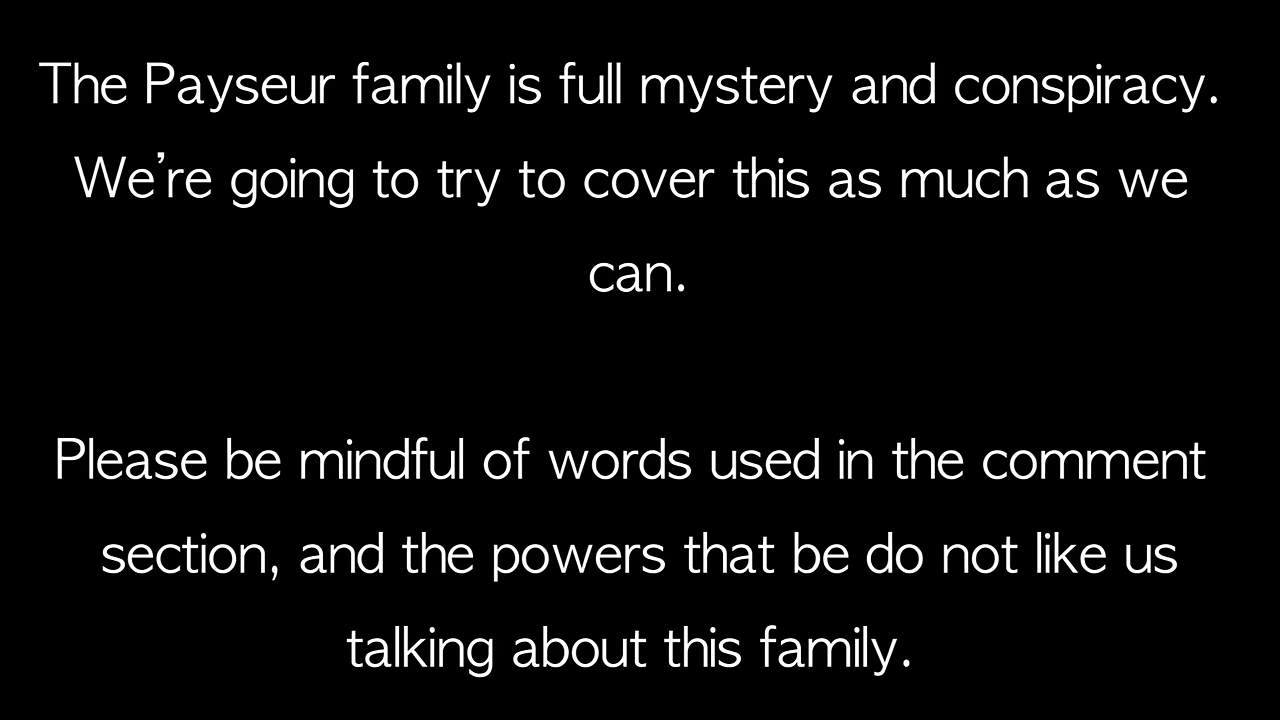 The Payseur family is full mystery and conspiracy.
We’re going to try to cover this as much as we
can.
Please be mindful of words used in the comment
section, and the powers that be do not like us
talking about this family.